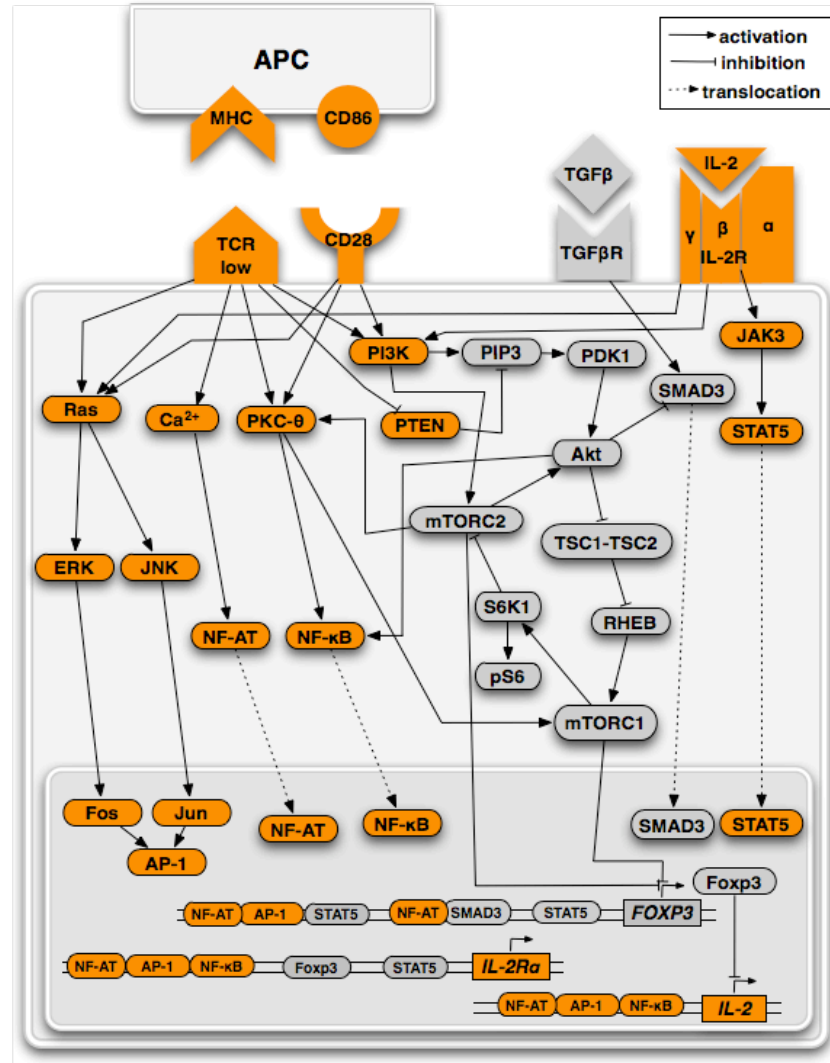 APC
activation
inhibition
translocation
MHC
CD86
TGFβ
IL-2
TCR
low
CD28
TGFβR
γ
β
α
IL-2R
PI3K
PIP3
PDK1
JAK3
SMAD3
Ras
Ca²⁺
PKC-θ
PTEN
STAT5
Akt
mTORC2
TSC1-TSC2
ERK
JNK
S6K1
RHEB
NF-AT
NF-κB
pS6
mTORC1
Fos
Jun
NF-AT
NF-κB
SMAD3
STAT5
AP-1
Foxp3
NF-AT AP-1 STAT5 NF-AT SMAD3 STAT5 FOXP3
NF-AT AP-1 NF-κB Foxp3 STAT5 IL-2Rα
NF-AT AP-1 NF-κB IL-2